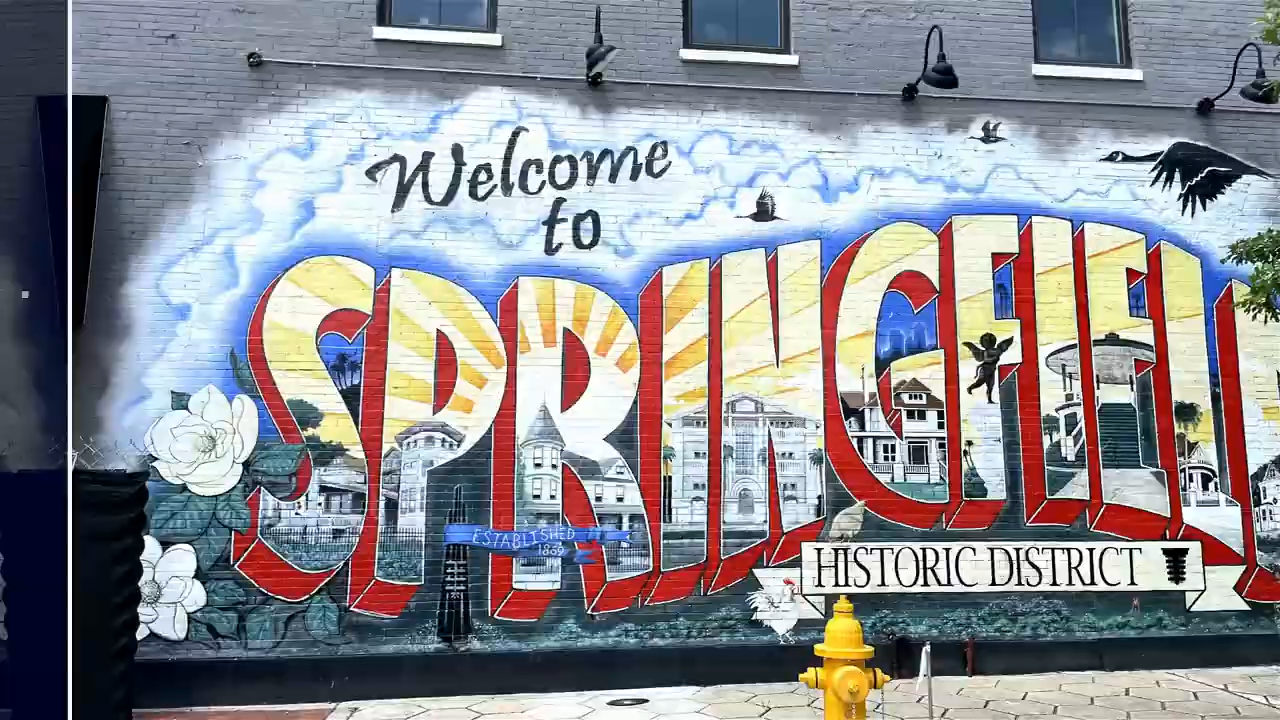 Welcome
to
SPRINGFIEL
ESTABLISHED
1869
HISTORIC DISTRICT